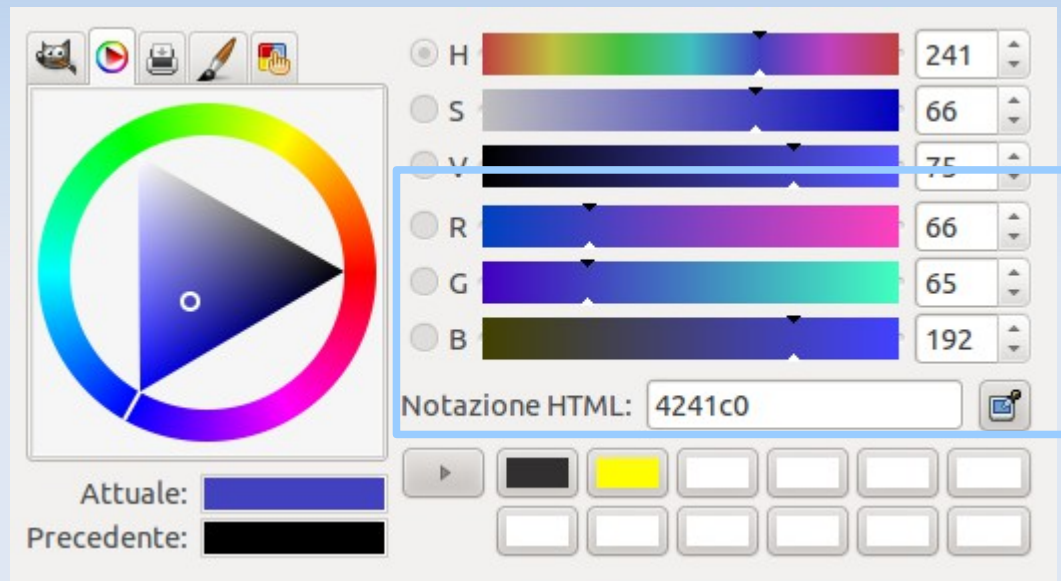 H 241
S 66
V 75
R 66
G 65
B 192
Notazione HTML: 4241c0
Attuale:
Precedente: